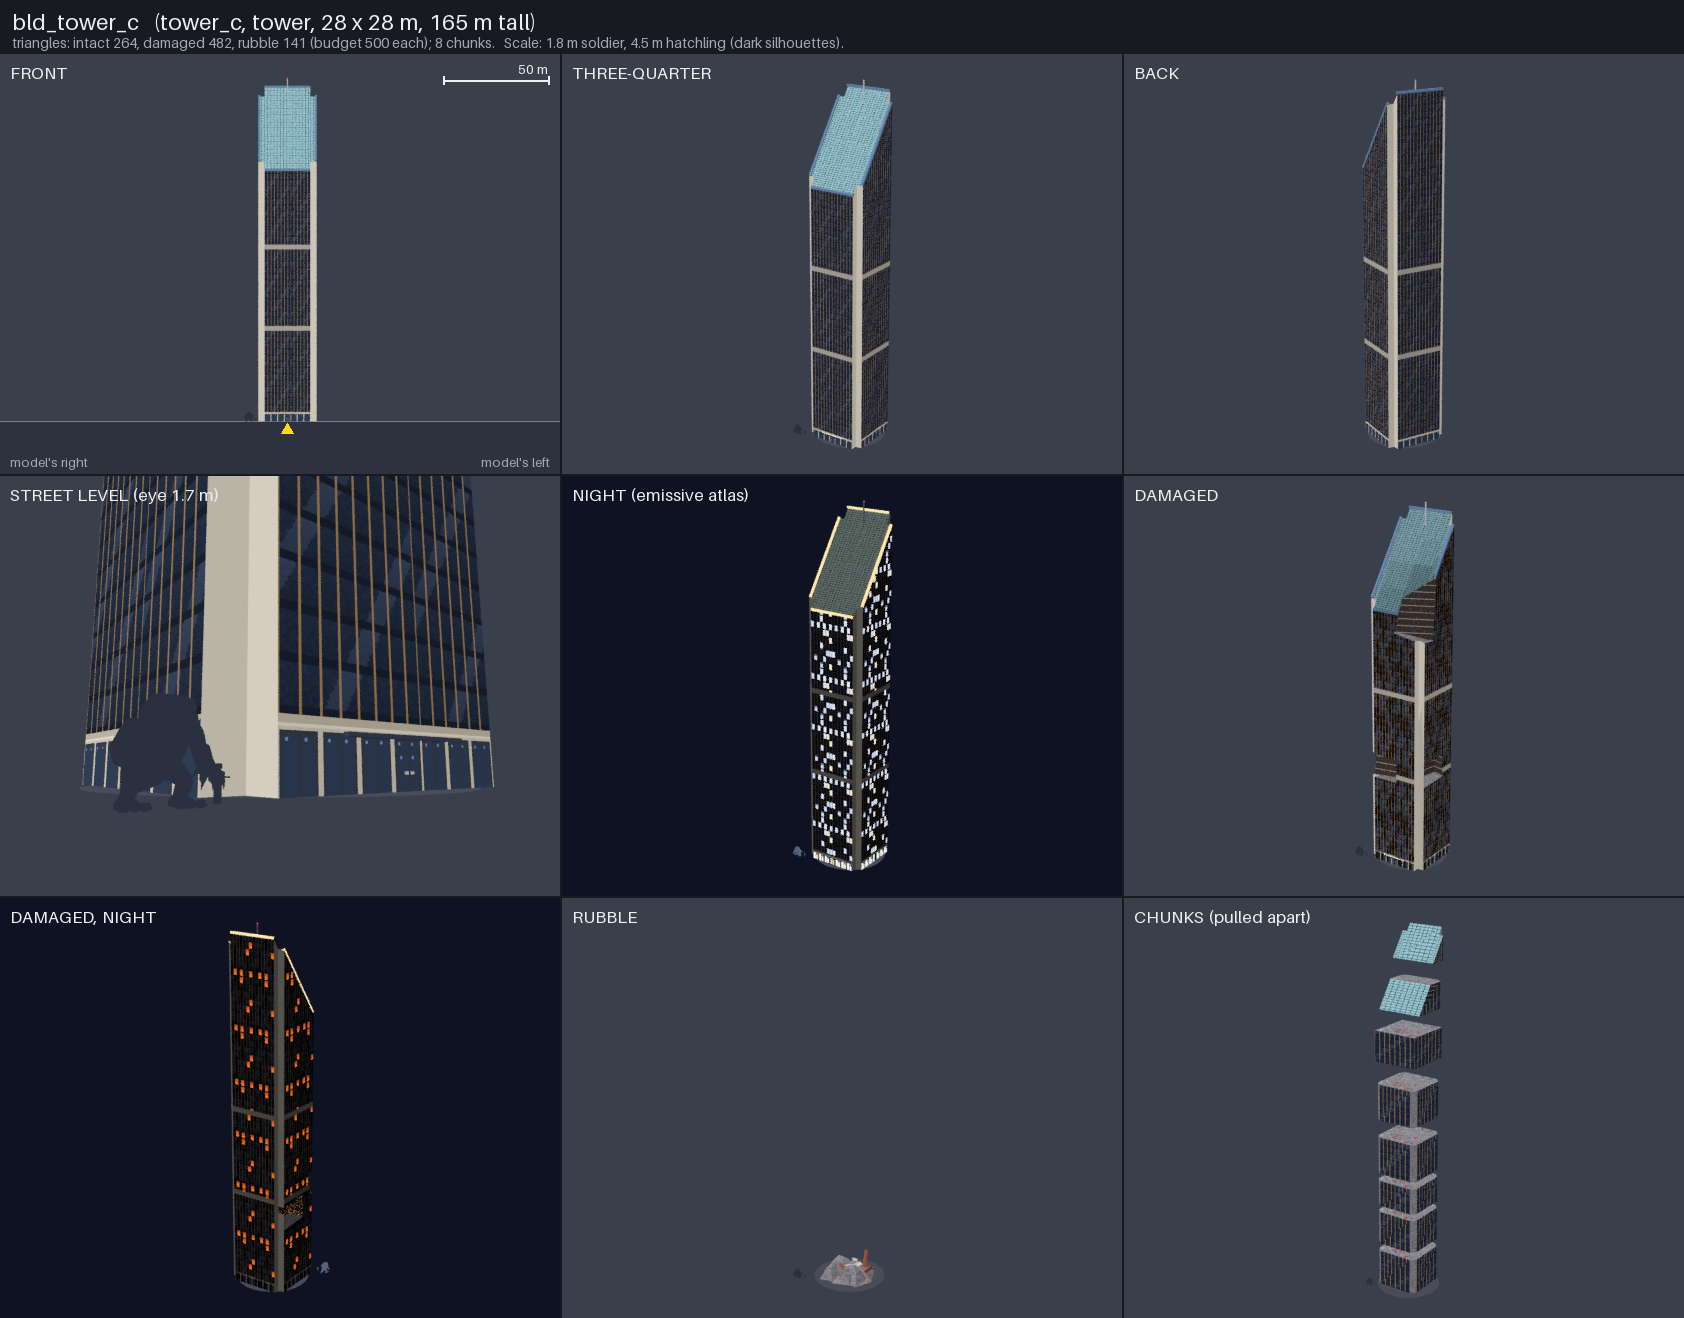 bld_tower_c (tower_c, tower, 28 x 28 m, 165 m tall)
triangles: intact 264, damaged 482, rubble 141 (budget 500 each); 8 chunks. Scale: 1.8 m soldier, 4.5 m hatchling (dark silhouettes).
FRONT
50 m
model's right
model's left
THREE-QUARTER
BACK
STREET LEVEL (eye 1.7 m)
NIGHT (emissive atlas)
DAMAGED
DAMAGED, NIGHT
RUBBLE
CHUNKS (pulled apart)